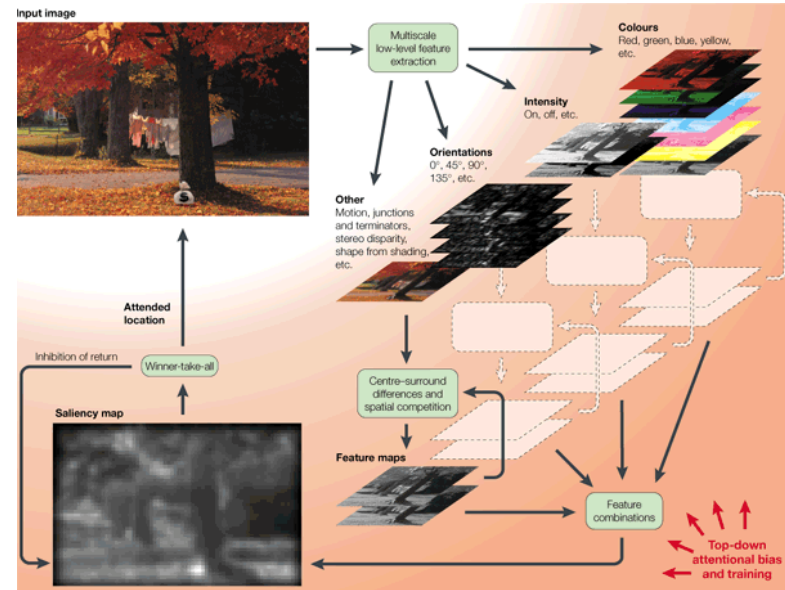 Input image
Multiscale
low-level feature
extraction
Colours
Red, green, blue, yellow,
etc.
Intensity
On, off, etc.
Orientations
0°, 45°, 90°,
135°, etc.
Other
Motion, junctions
and terminators,
stereo disparity,
shape from shading,
etc.
S
Attended
location
Inhibition of return
Winner-take-all
Centre–surround
differences and
spatial competition
Saliency map
Feature maps
Feature
combinations
Top-down
attentional bias
and training